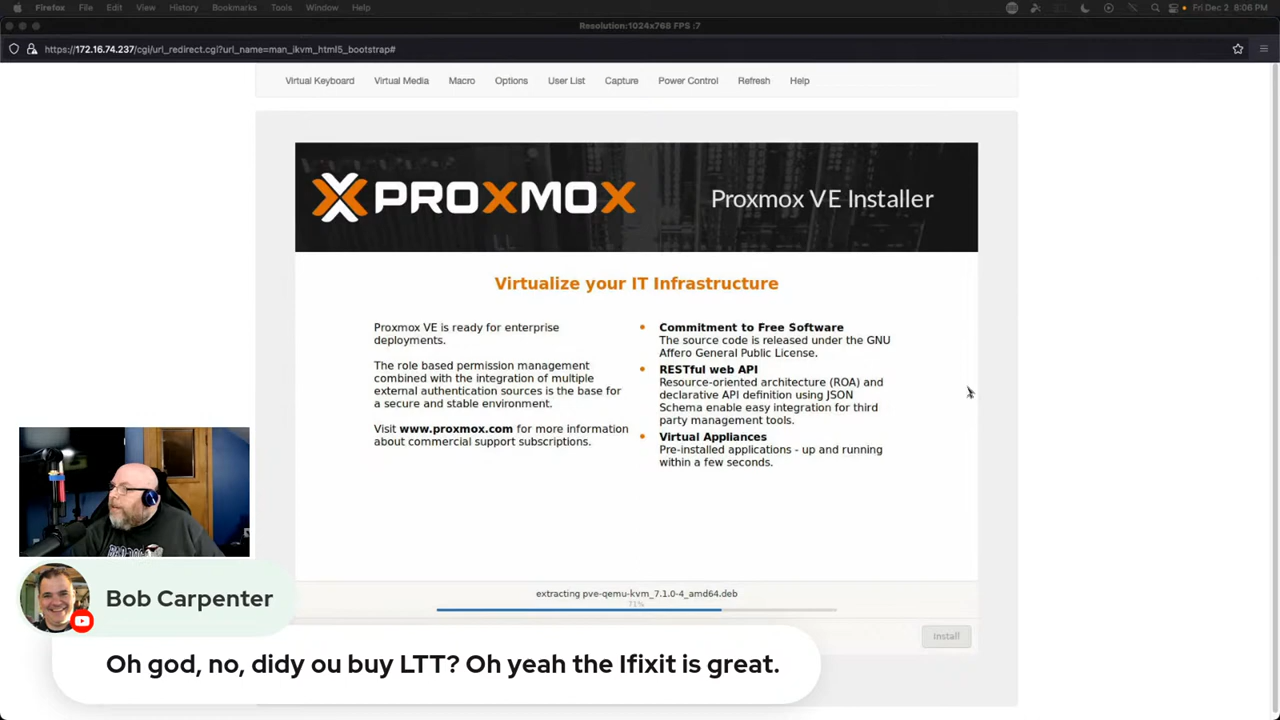 Firefox File Edit View History Bookmarks Tools Window Help Fri Dec 2 8:06 PM
Resolution:1024x768 FPS :7
https://172.16.74.237/cgi/url_redirect.cgi?url_name=man_ikvm_html5_bootstrap#
Virtual Keyboard Virtual Media Macro Options User List Capture Power Control Refresh Help
PROXMOX Proxmox VE Installer
Virtualize your IT Infrastructure
Proxmox VE is ready for enterprise
deployments.
The role based permission management
combined with the integration of multiple
external authentication sources is the base for
a secure and stable environment.
Visit www.proxmox.com for more information
about commercial support subscriptions.
Commitment to Free Software
The source code is released under the GNU
Affero General Public License.
RESTful web API
Resource-oriented architecture (ROA) and
declarative API definition using JSON
Schema enable easy integration for third
party management tools.
Virtual Appliances
Pre-installed applications - up and running
within a few seconds.
extracting pve-qemu-kvm_7.1.0-4_amd64.deb
71%
Install
Bob Carpenter
Oh god, no, didy ou buy LTT? Oh yeah the Ifixit is great.